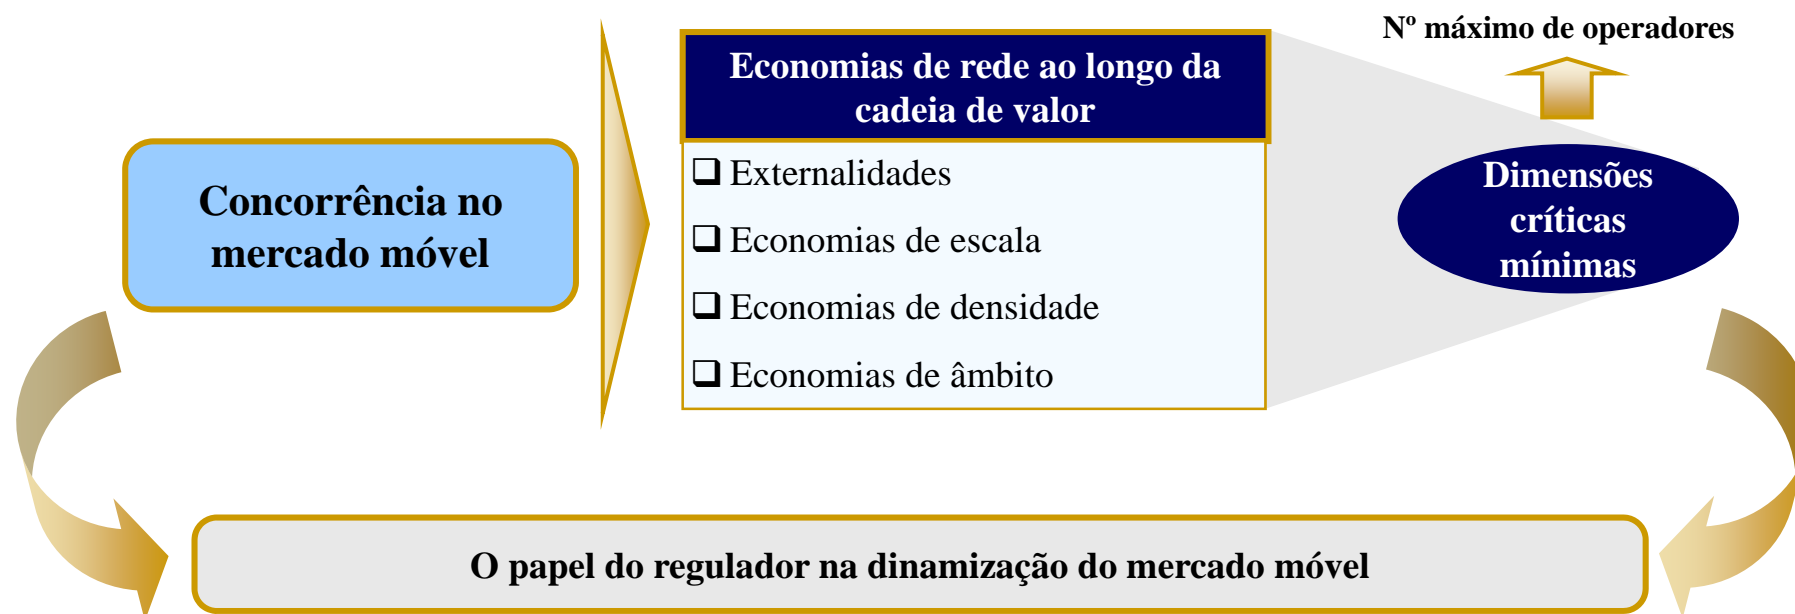 Nº máximo de operadores
Economias de rede ao longo da
cadeia de valor
Concorrência no
mercado móvel
Externalidades
Economias de escala
Economias de densidade
Economias de âmbito
Dimensões
críticas
mínimas
O papel do regulador na dinamização do mercado móvel